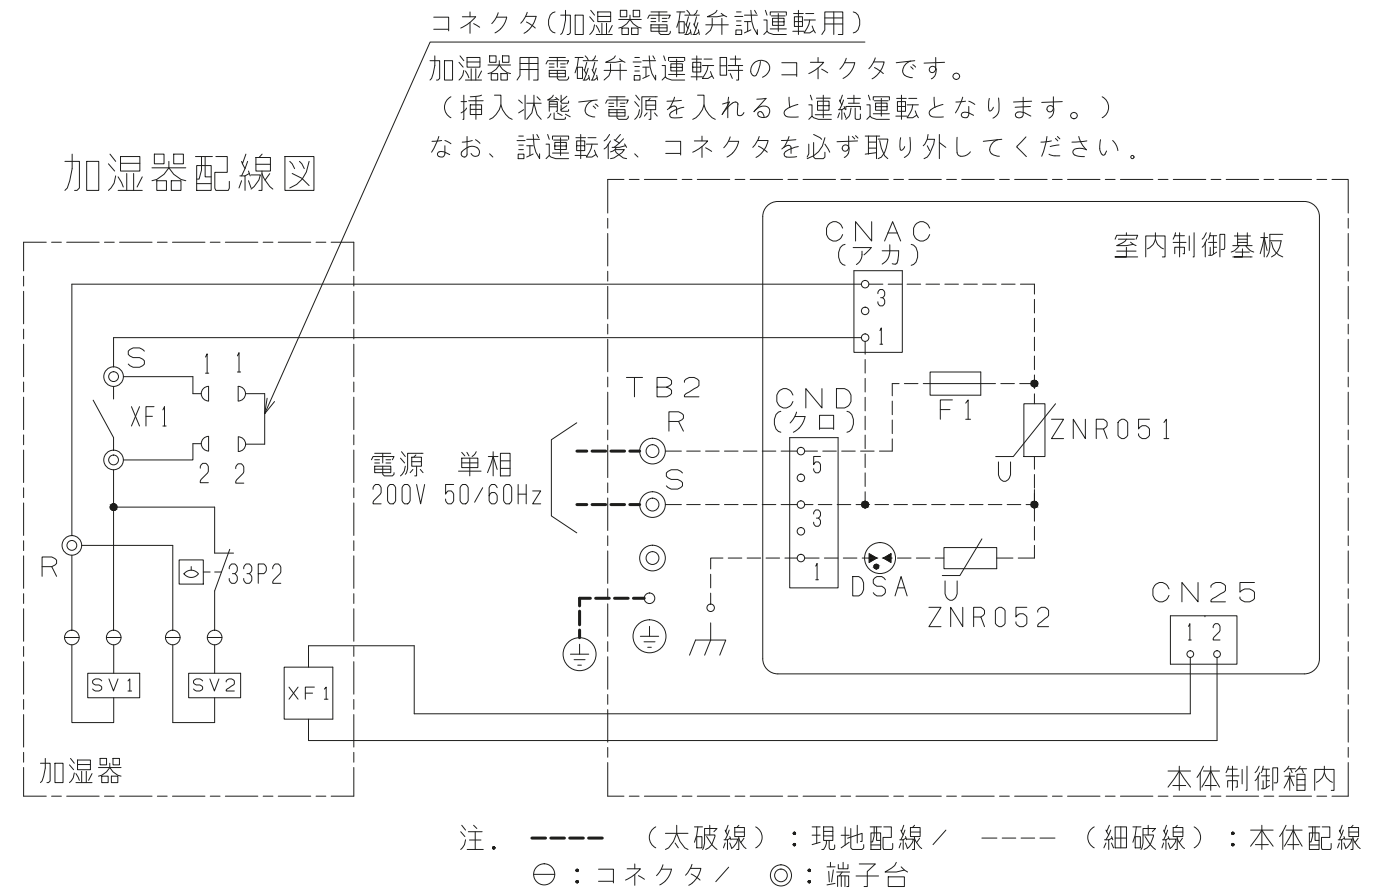 コネクタ(加湿器電磁弁試運転用)
加湿器用電磁弁試運転時のコネクタです。
（挿入状態で電源を入れると連続運転となります。）
なお、試運転後、コネクタを必ず取り外してください。
加湿器配線図
CNAC
(アカ)
室内制御基板
3
1
S
1 1
XF1
2 2
TB2
R
S
CND
(クロ)
F1
ZNR051
U
電源 単相
200V 50/60Hz
5
3
1
R
33P2
DSA
U
ZNR052
CN25
1 2
SV1
SV2
XF1
加湿器
本体制御箱内
注. （太破線）：現地配線／ （細破線）：本体配線
：コネクタ／ ：端子台